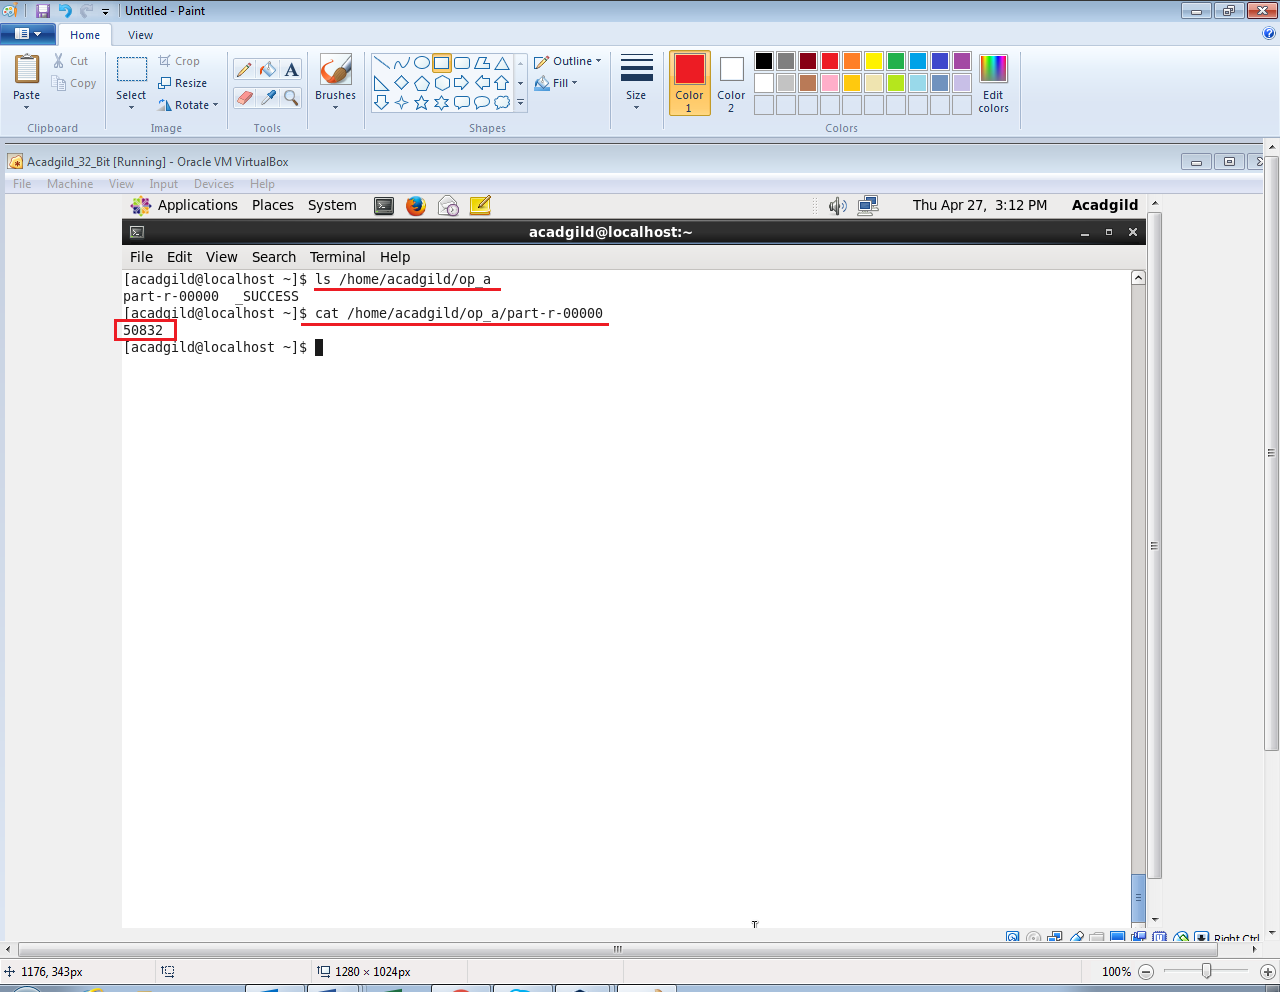 Untitled - Paint
Home View
Paste Cut Copy
Clipboard
Select Crop Resize Rotate
Image
A
Tools
Brushes
Outline Fill
Shapes
Size
Color 1
Color 2
Edit colors
Colors
Acadgild_32_Bit [Running] - Oracle VM VirtualBox
File Machine View Input Devices Help
Applications Places System Thu Apr 27, 3:12 PM Acadgild
acadgild@localhost:~
File Edit View Search Terminal Help
[acadgild@localhost ~]$ ls /home/acadgild/op_a
part-r-00000 _SUCCESS
[acadgild@localhost ~]$ cat /home/acadgild/op_a/part-r-00000
50832
[acadgild@localhost ~]$
Right Ctrl
1176, 343px 1280 × 1024px 100%